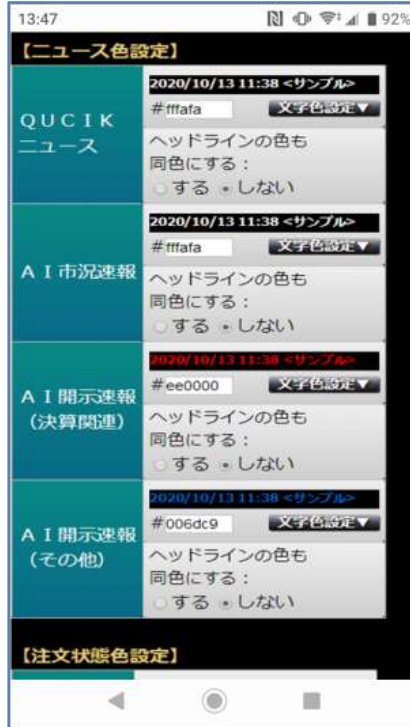 13:47
92%
【ニュース色設定】
QUCIK
ニュース
2020/10/13 11:38 <サンプル>
#fffafa
文字色設定▼
ヘッドラインの色も
同色にする：
する しない
AI市況速報
2020/10/13 11:38 <サンプル>
#fffafa
文字色設定▼
ヘッドラインの色も
同色にする：
する しない
AI開示速報
（決算関連）
2020/10/13 11:38 <サンプル>
#ee0000
文字色設定▼
ヘッドラインの色も
同色にする：
する しない
AI開示速報
（その他）
2020/10/13 11:38 <サンプル>
#006dc9
文字色設定▼
ヘッドラインの色も
同色にする：
する しない
【注文状態色設定】